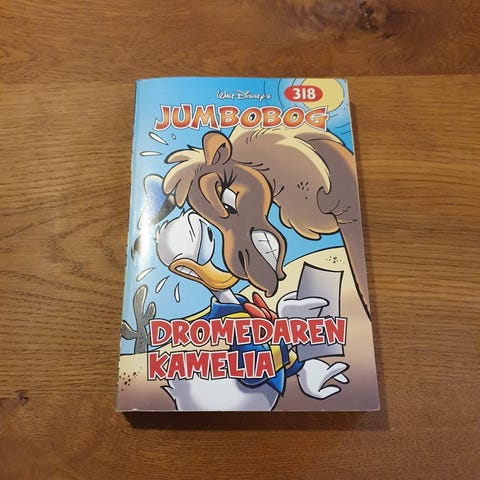 Walt Disney's
318
JUMBOBOG
DROMEDAREN
KAMELIA